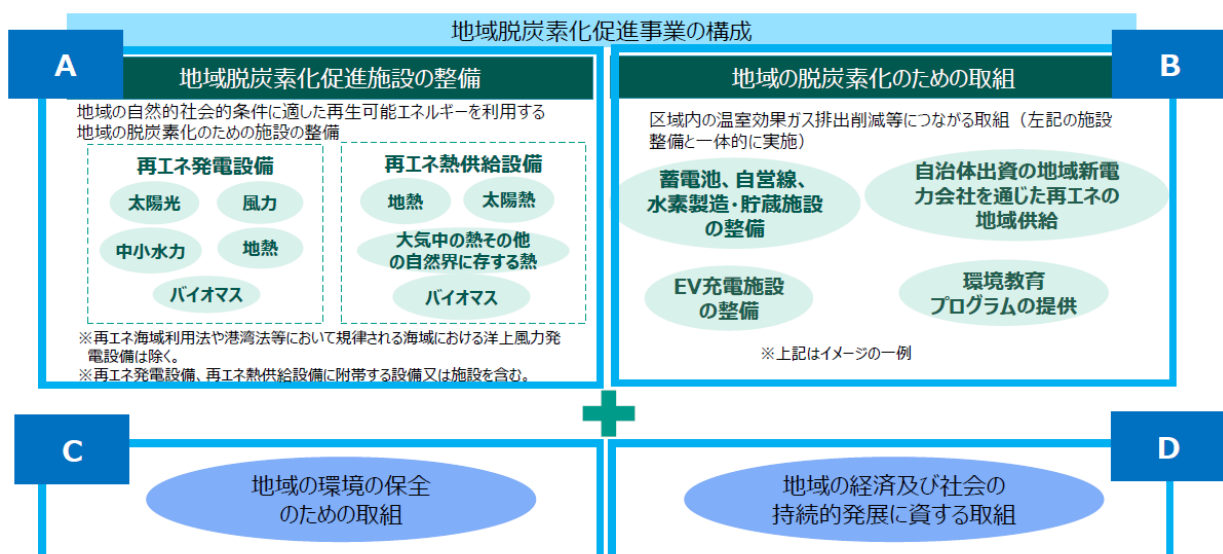 地域脱炭素化促進事業の構成
A
地域脱炭素化促進施設の整備
地域の自然的社会的条件に適した再生可能エネルギーを利用する
地域の脱炭素化のための施設の整備
再エネ発電設備
太陽光
風力
中小水力
地熱
バイオマス
再エネ熱供給設備
地熱
太陽熱
大気中の熱その他
の自然界に存する熱
バイオマス
※再エネ海域利用法や港湾法等において規律される海域における洋上風力発
電設備は除く。
※再エネ発電設備、再エネ熱供給設備に附帯する設備又は施設を含む。
B
地域の脱炭素化のための取組
区域内の温室効果ガス排出削減等につながる取組（左記の施設
整備と一体的に実施）
蓄電池、自営線、
水素製造・貯蔵施設
の整備
自治体出資の地域新電
力会社を通じた再エネの
地域供給
EV充電施設
の整備
環境教育
プログラムの提供
※上記はイメージの一例
C
地域の環境の保全
のための取組
D
地域の経済及び社会の
持続的発展に資する取組